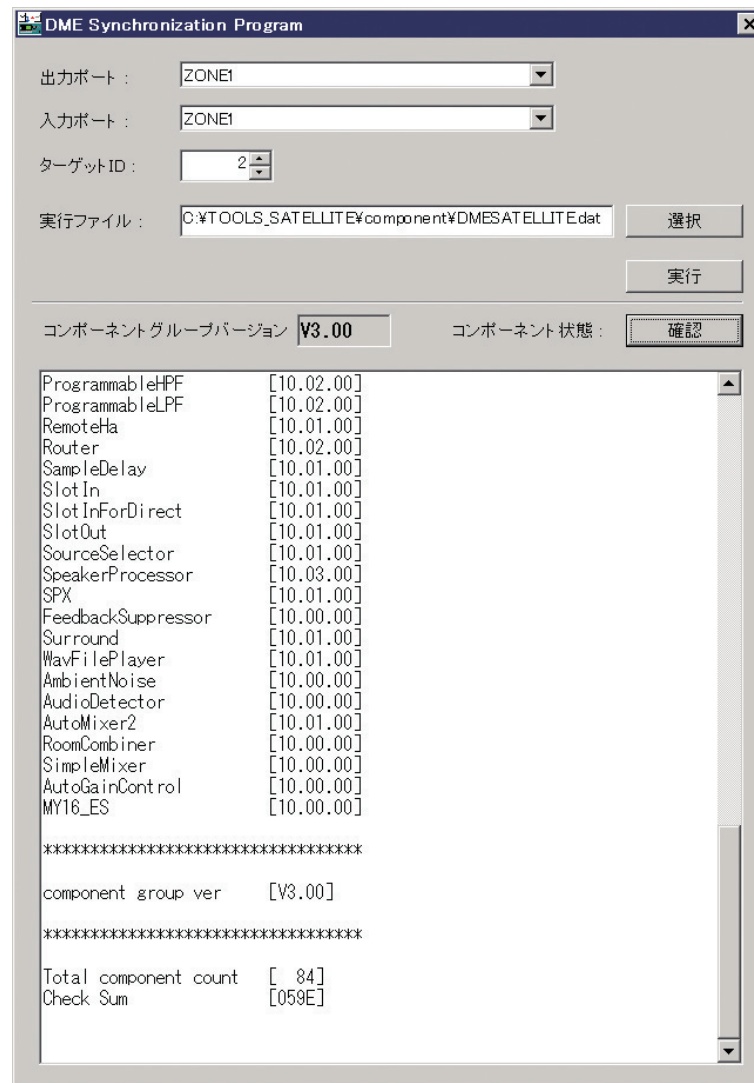 DME Synchronization Program
出力ポート : ZONE1
入力ポート : ZONE1
ターゲットID : 2
実行ファイル : C:¥TOOLS_SATELLITE¥component¥DMESATELLITE.dat 選択
実行
コンポーネントグループバージョン V3.00 コンポーネント状態 : 確認
ProgrammableHPF [10.02.00]
ProgrammableLPF [10.02.00]
RemoteHa [10.01.00]
Router [10.02.00]
SampleDelay [10.01.00]
SlotIn [10.01.00]
SlotInForDirect [10.01.00]
SlotOut [10.01.00]
SourceSelector [10.01.00]
SpeakerProcessor [10.03.00]
SPX [10.01.00]
FeedbackSuppressor [10.00.00]
Surround [10.01.00]
WavFilePlayer [10.01.00]
AmbientNoise [10.00.00]
AudioDetector [10.00.00]
AutoMixer2 [10.01.00]
RoomCombiner [10.00.00]
SimpleMixer [10.00.00]
AutoGainControl [10.00.00]
MY16_ES [10.00.00]
**********************************
component group ver [V3.00]
**********************************
Total component count [ 84]
Check Sum [059E]